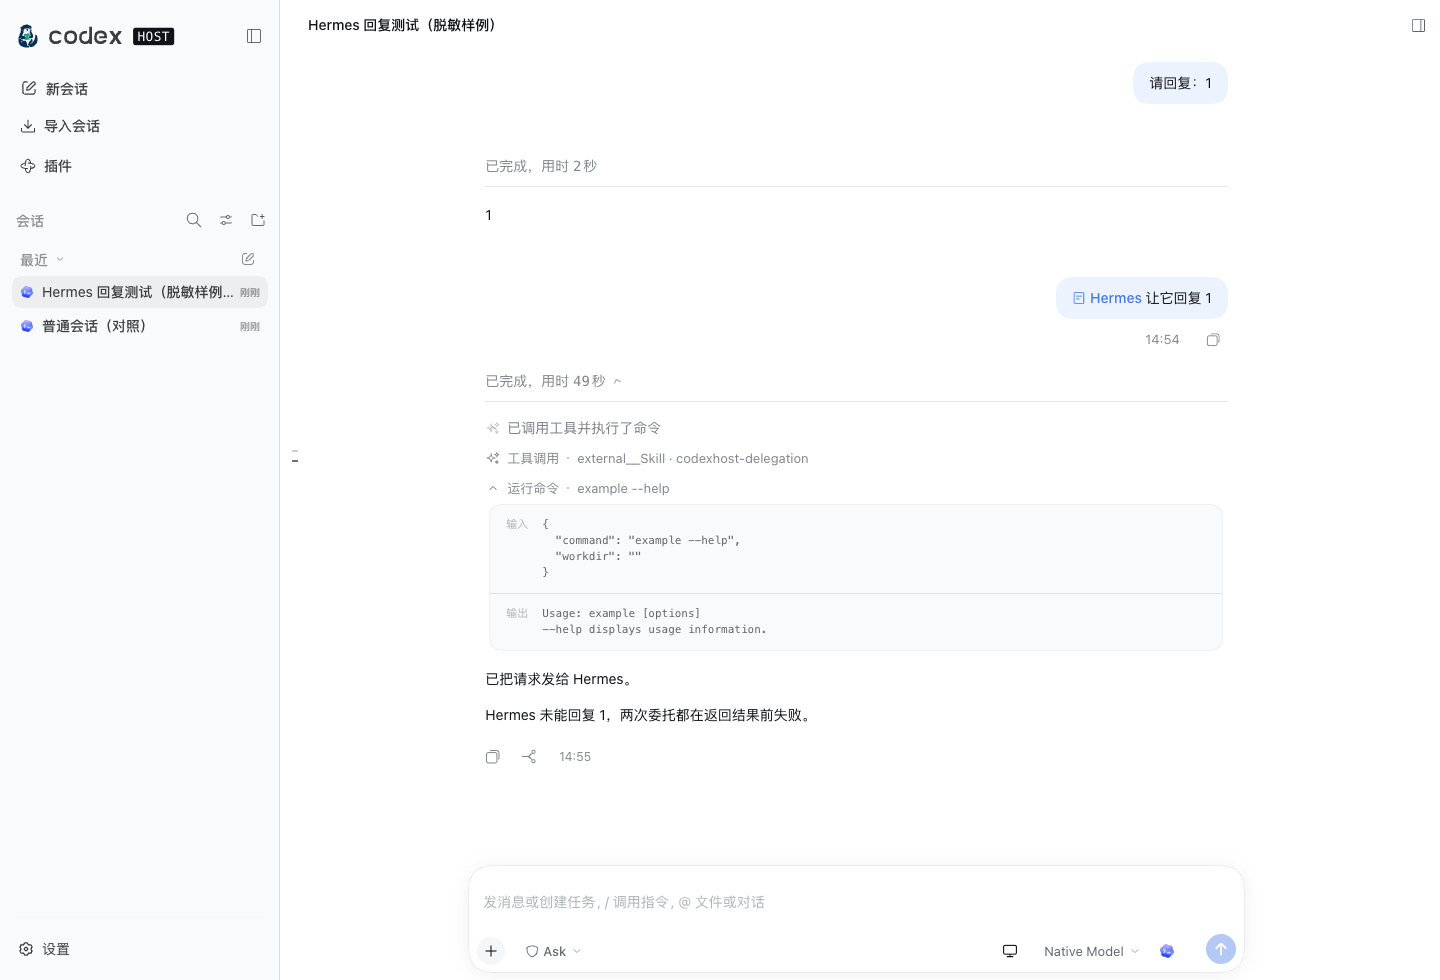 codex HOST
新会话
导入会话
插件
会话
最近
Hermes 回复测试（脱敏样例... 刚刚
普通会话（对照） 刚刚
设置
Hermes 回复测试（脱敏样例）
请回复：1
已完成，用时 2秒
1
Hermes 让它回复 1
14:54
已完成，用时 49秒
已调用工具并执行了命令
工具调用 · external__Skill · codexhost-delegation
运行命令 · example --help
输入 {
"command": "example --help",
"workdir": ""
}
输出 Usage: example [options]
--help displays usage information.
已把请求发给 Hermes。
Hermes 未能回复 1，两次委托都在返回结果前失败。
14:55
发消息或创建任务, / 调用指令, @ 文件或对话
Ask
Native Model